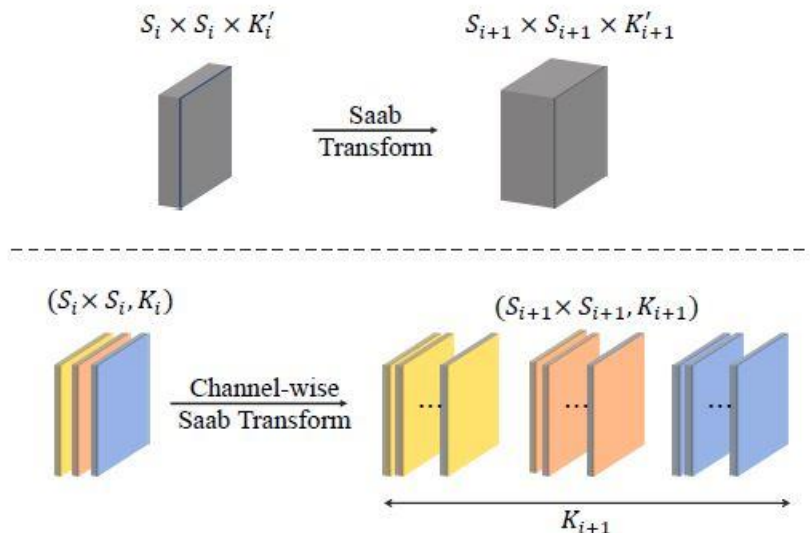 S_i × S_i × K'_i
S_{i+1} × S_{i+1} × K'_{i+1}
Saab
Transform
(S_i × S_i, K_i)
(S_{i+1} × S_{i+1}, K_{i+1})
Channel-wise
Saab Transform
... ... ...
K_{i+1}